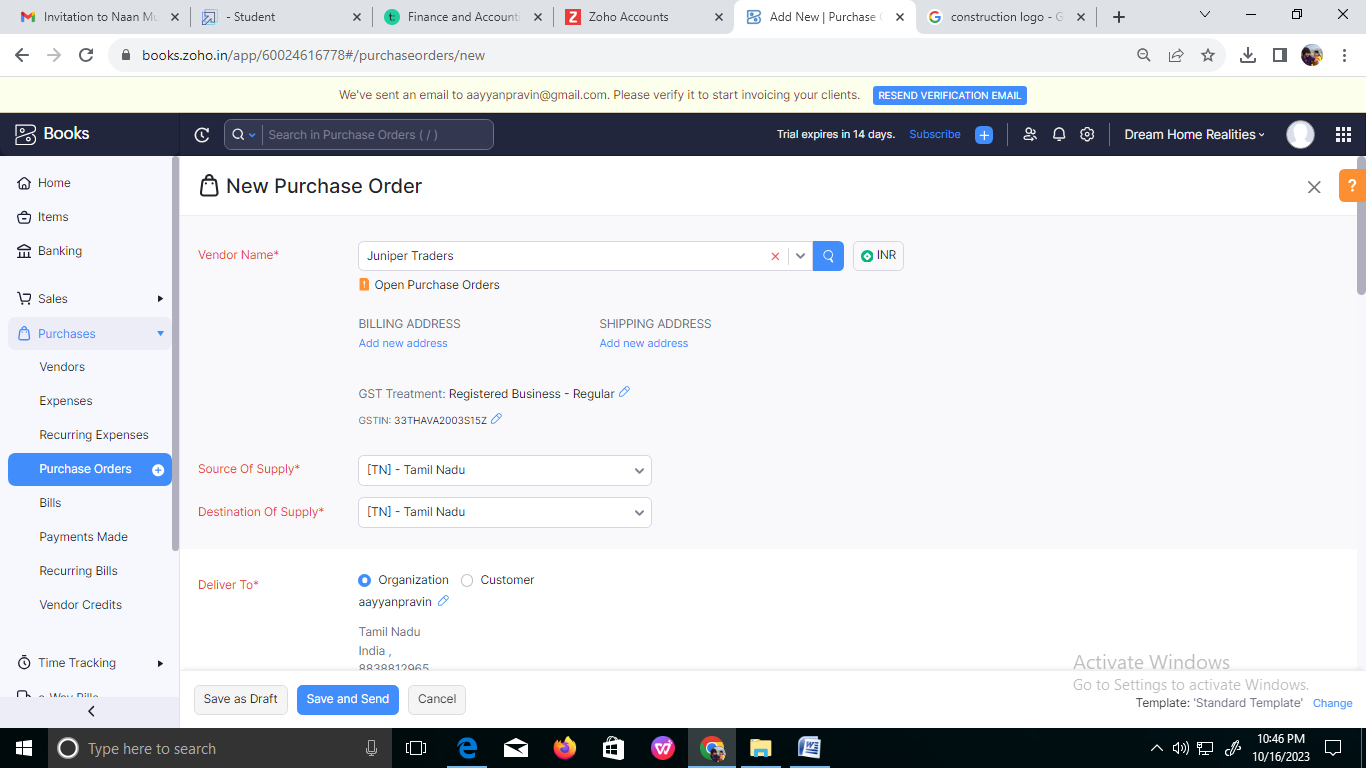 Invitation to Naan Mu
- Student
Finance and Accounti
Zoho Accounts
Add New | Purchase O
construction logo - G
books.zoho.in/app/60024616778#/purchaseorders/new
We've sent an email to aayyanpravin@gmail.com. Please verify it to start invoicing your clients. RESEND VERIFICATION EMAIL
Books
Search in Purchase Orders ( / )
Trial expires in 14 days. Subscribe
Dream Home Realities
Home
Items
Banking
Sales
Purchases
Vendors
Expenses
Recurring Expenses
Purchase Orders
Bills
Payments Made
Recurring Bills
Vendor Credits
Time Tracking
e-Way Bills
New Purchase Order
?
Vendor Name*
Juniper Traders
INR
Open Purchase Orders
BILLING ADDRESS
Add new address
SHIPPING ADDRESS
Add new address
GST Treatment: Registered Business - Regular
GSTIN: 33THAVA2003S15Z
Source Of Supply*
[TN] - Tamil Nadu
Destination Of Supply*
[TN] - Tamil Nadu
Deliver To*
Organization
Customer
aayyanpravin
Tamil Nadu
India ,
8838812965
Save as Draft
Save and Send
Cancel
Activate Windows
Go to Settings to activate Windows.
Template: 'Standard Template' Change
Type here to search
10:46 PM
10/16/2023